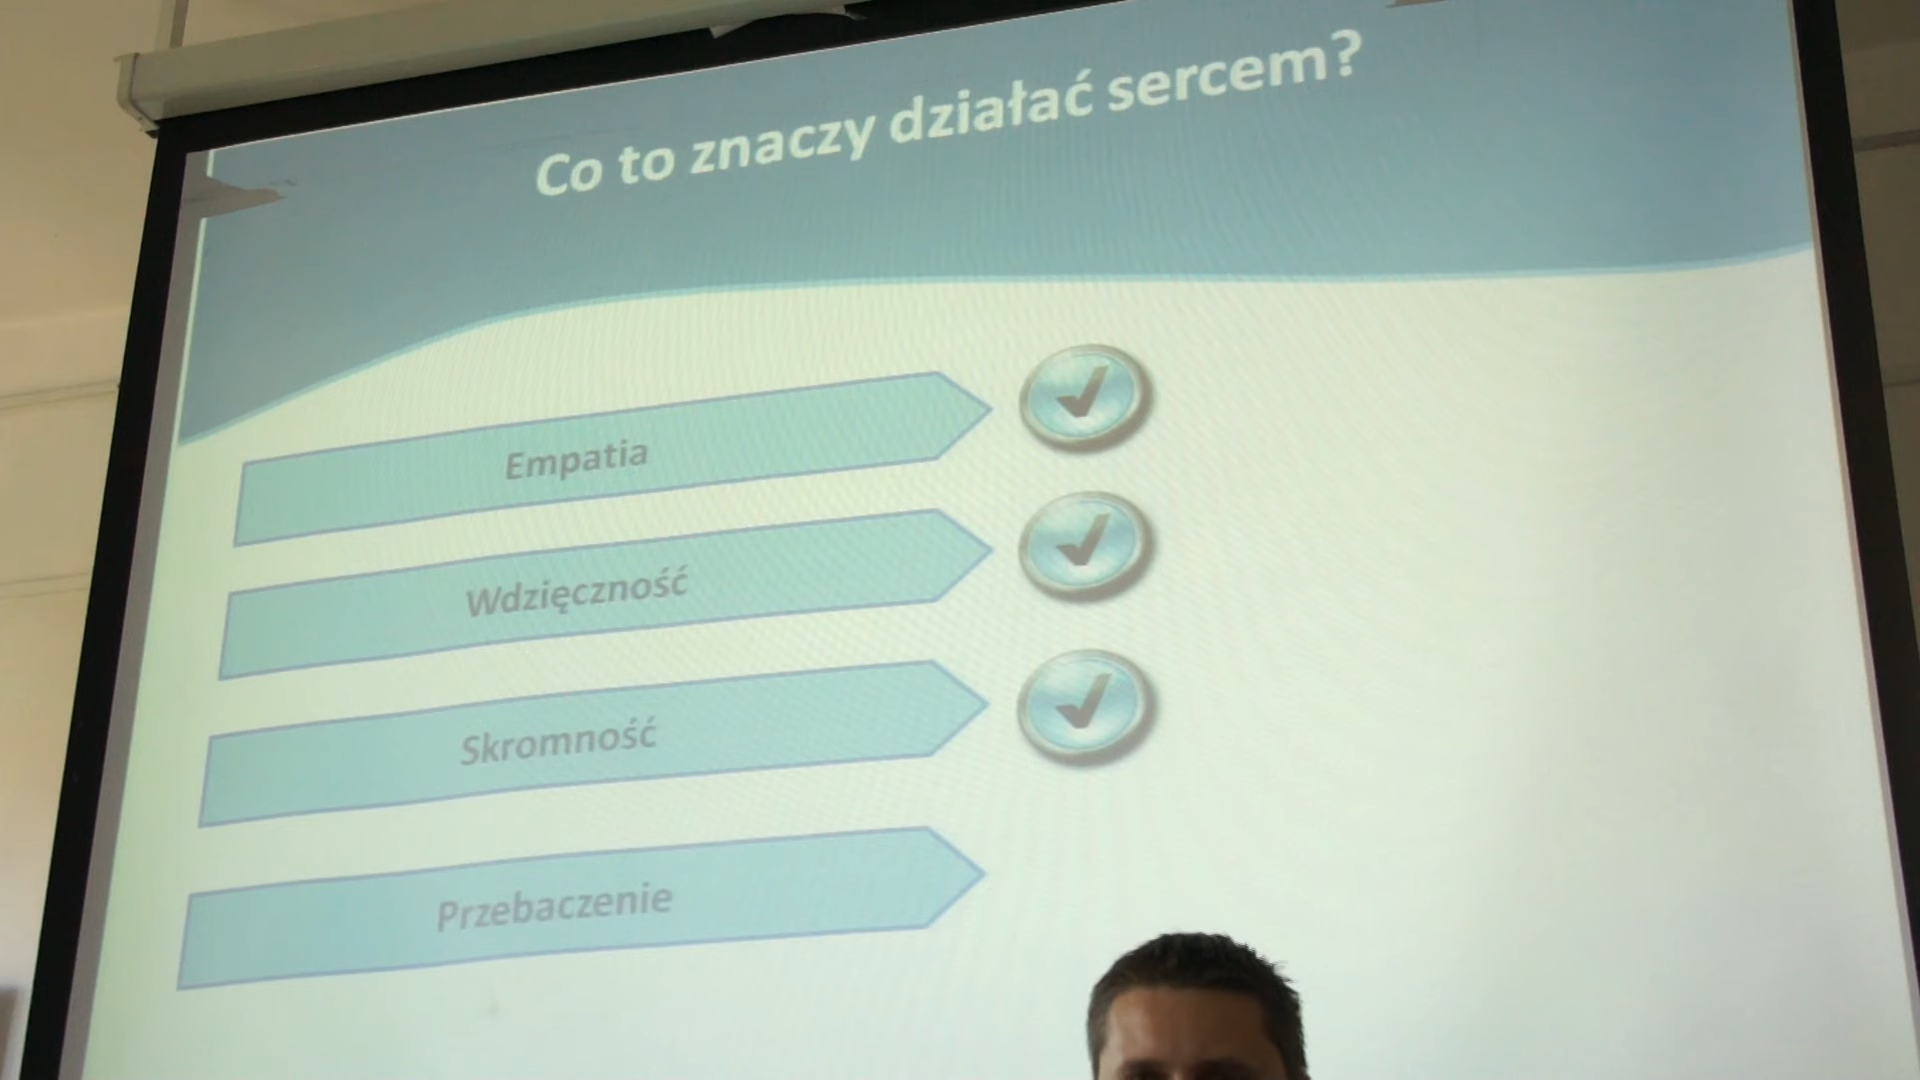 Co to znaczy działać sercem?
Empatia
Wdzięczność
Skromność
Przebaczenie